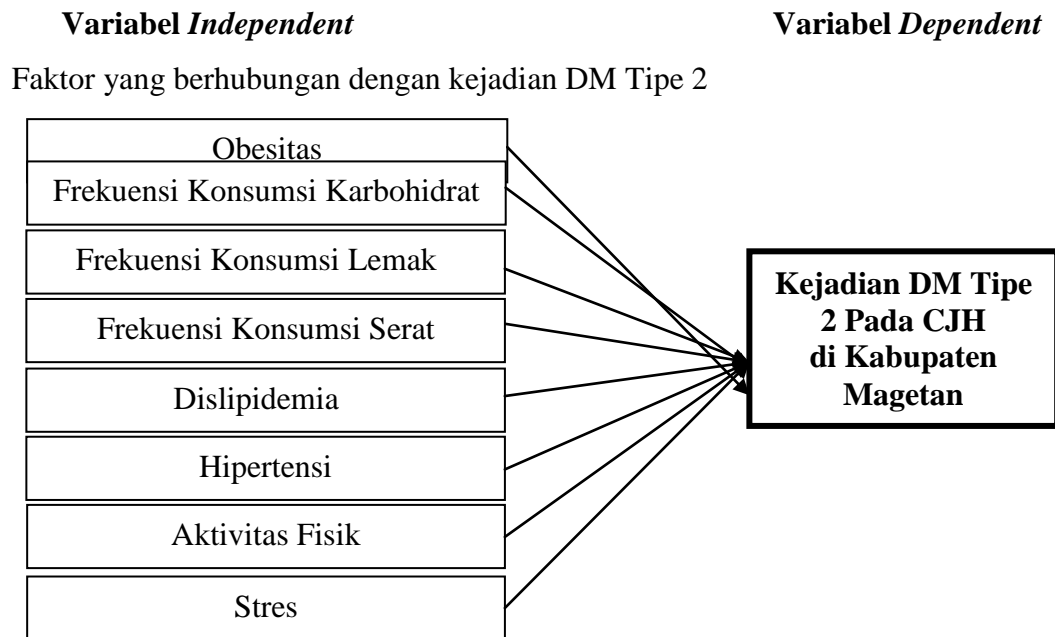 Variabel Independent
Variabel Dependent
Faktor yang berhubungan dengan kejadian DM Tipe 2
Obesitas
Frekuensi Konsumsi Karbohidrat
Frekuensi Konsumsi Lemak
Frekuensi Konsumsi Serat
Dislipidemia
Hipertensi
Aktivitas Fisik
Stres
Kejadian DM Tipe
2 Pada CJH
di Kabupaten
Magetan